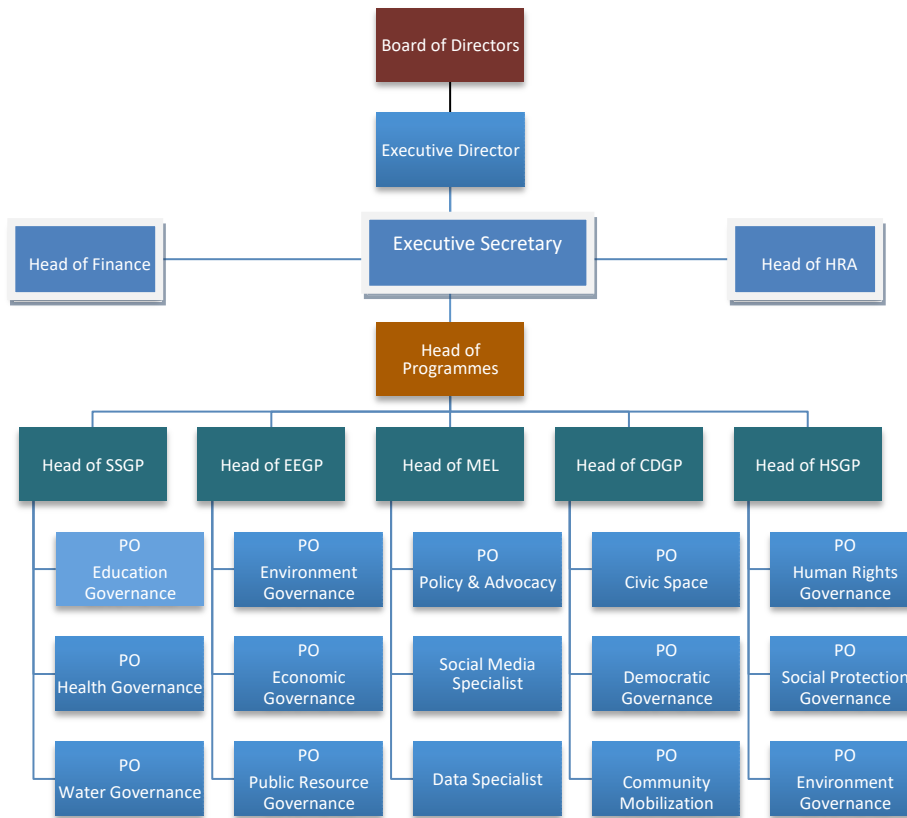 Board of Directors
Executive Director
Executive Secretary
Head of Finance
Head of HRA
Head of
Programmes
Head of SSGP
Head of EEGP
Head of MEL
Head of CDGP
Head of HSGP
PO
Education
Governance
PO
Environment
Governance
PO
Policy & Advocacy
PO
Civic Space
PO
Human Rights
Governance
PO
Health Governance
PO
Economic
Governance
Social Media
Specialist
PO
Democratic
Governance
PO
Social Protection
Governance
PO
Water Governance
PO
Public Resource
Governance
Data Specialist
PO
Community
Mobilization
PO
Environment
Governance